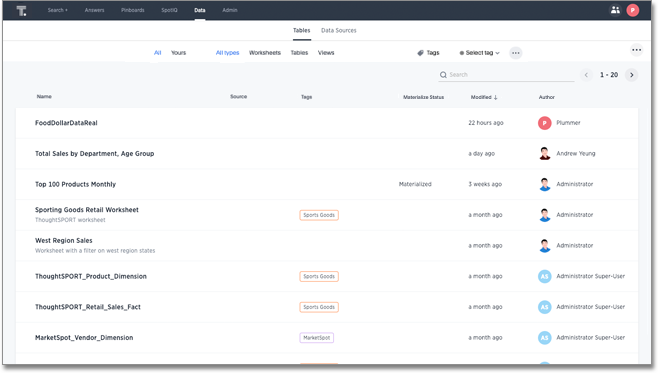 T.
Search +
Answers
Pinboards
SpotIQ
Data
Admin
P
Tables
Data Sources
All
Yours
All types
Worksheets
Tables
Views
Tags
Select tag
Search
1 - 20
Name
Source
Tags
Materialize Status
Modified ↓
Author
FoodDollarDataReal
22 hours ago
P
Plummer
Total Sales by Department, Age Group
a day ago
Andrew Yeung
Top 100 Products Monthly
Materialized
3 weeks ago
Administrator
Sporting Goods Retail Worksheet
ThoughtSPORT worksheet
Sports Goods
a month ago
Administrator
West Region Sales
Worksheet with a filter on west region states
a month ago
Administrator
ThoughtSPORT_Product_Dimension
Sports Goods
a month ago
AS
Administrator Super-User
ThoughtSPORT_Retail_Sales_Fact
Sports Goods
a month ago
AS
Administrator Super-User
MarketSpot_Vendor_Dimension
MarketSpot
a month ago
AS
Administrator Super-User